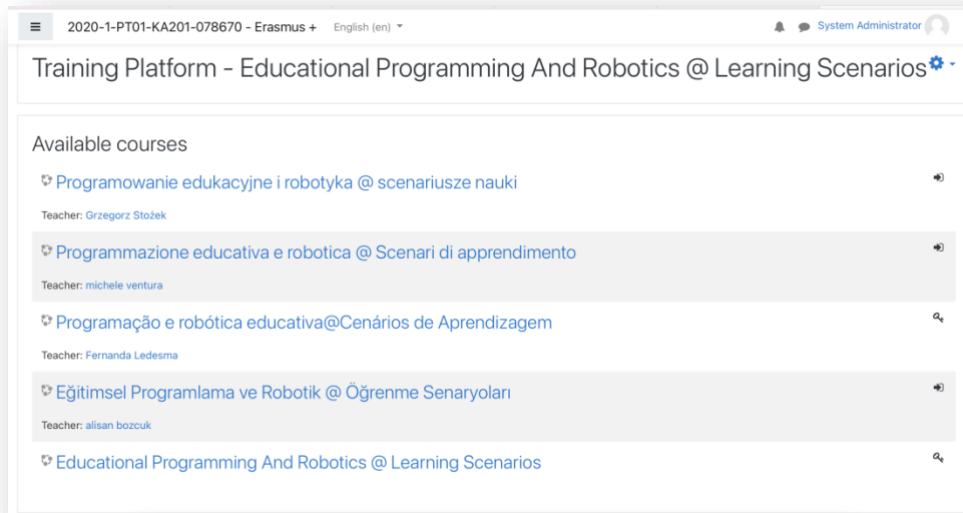 2020-1-PT01-KA201-078670 - Erasmus + English (en) System Administrator
Training Platform - Educational Programming And Robotics @ Learning Scenarios
Available courses
Programowanie edukacyjne i robotyka @ scenariusze nauki
Teacher: Grzegorz Stożek
Programmazione educativa e robotica @ Scenari di apprendimento
Teacher: michele ventura
Programação e robótica educativa@Cenários de Aprendizagem
Teacher: Fernanda Ledesma
Eğitimsel Programlama ve Robotik @ Öğrenme Senaryoları
Teacher: alisan bozcuk
Educational Programming And Robotics @ Learning Scenarios